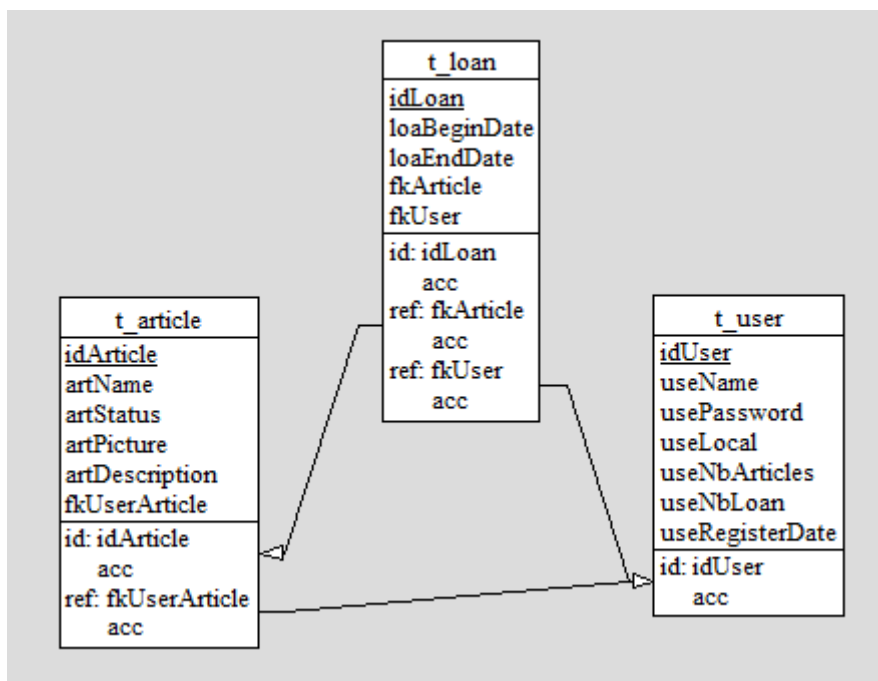 t_loan
idLoan
loaBeginDate
loaEndDate
fkArticle
fkUser
id: idLoan
acc
ref: fkArticle
acc
ref: fkUser
acc
t_article
idArticle
artName
artStatus
artPicture
artDescription
fkUserArticle
id: idArticle
acc
ref: fkUserArticle
acc
t_user
idUser
useName
usePassword
useLocal
useNbArticles
useNbLoan
useRegisterDate
id: idUser
acc